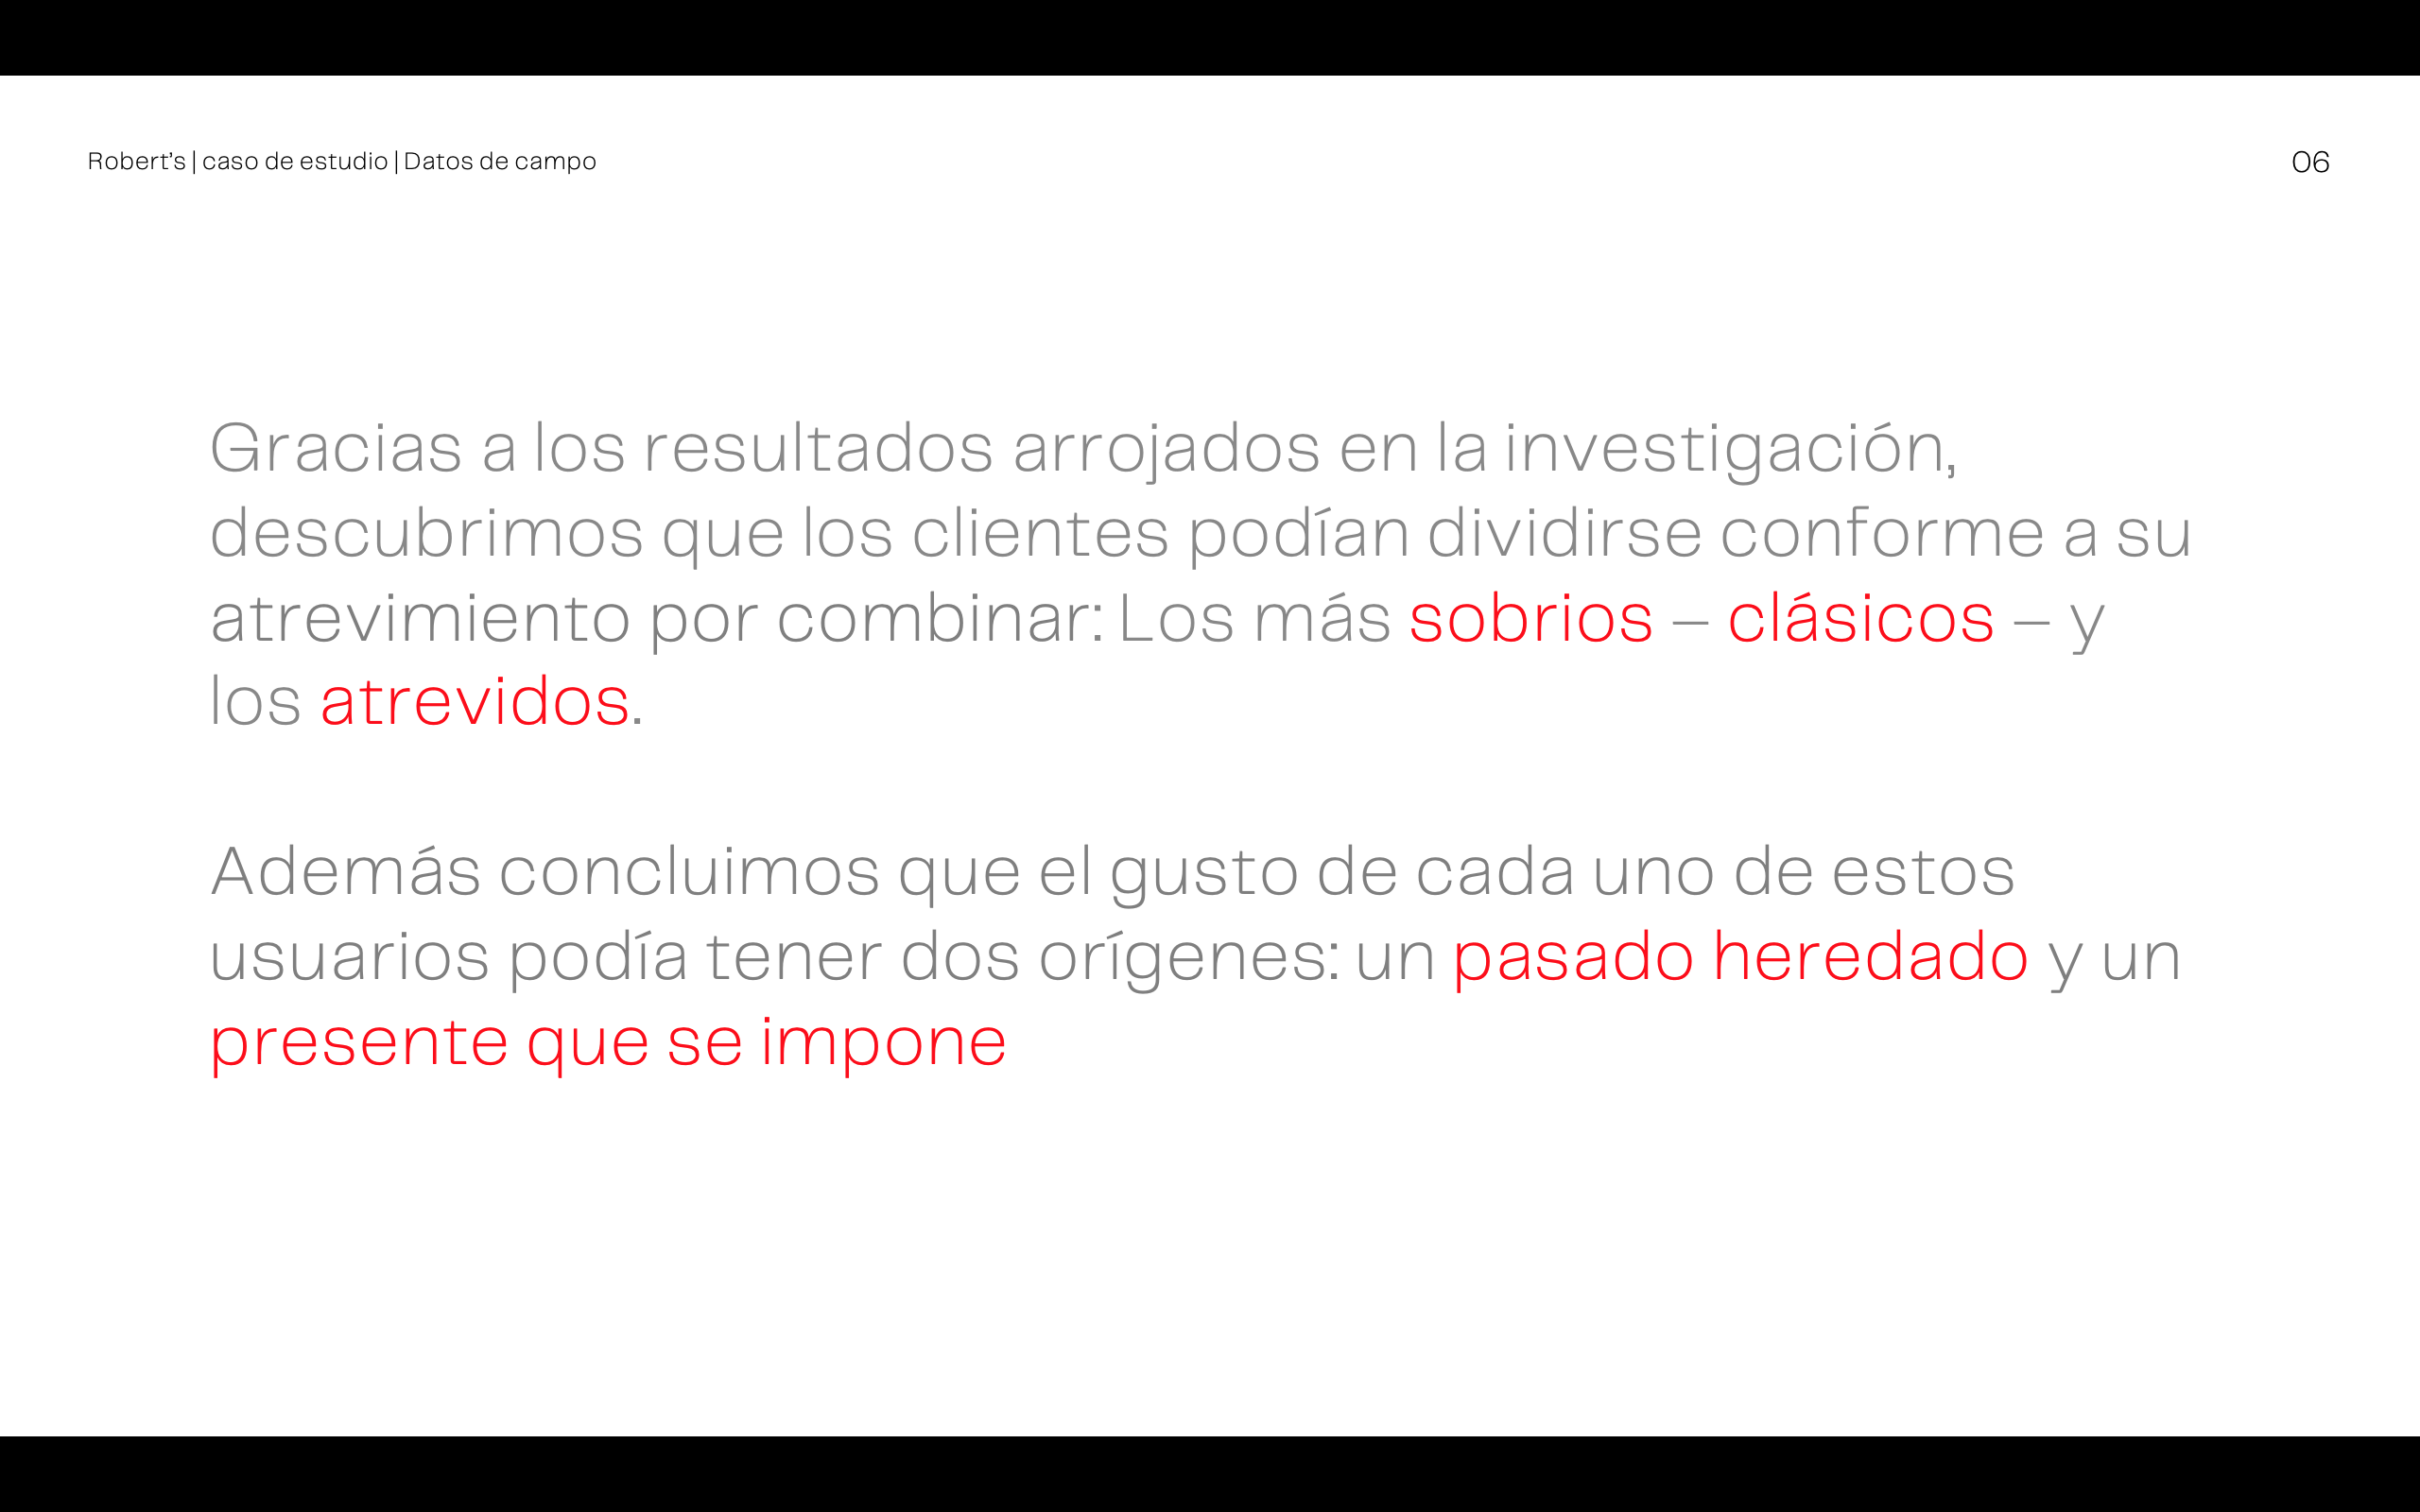 Robert’s | caso de estudio | Datos de campo
06
Gracias a los resultados arrojados en la investigación,
descubrimos que los clientes podían dividirse conforme a su
atrevimiento por combinar: Los más sobrios – clásicos – y
los atrevidos.
Además concluimos que el gusto de cada uno de estos
usuarios podía tener dos orígenes: un pasado heredado y un
presente que se impone